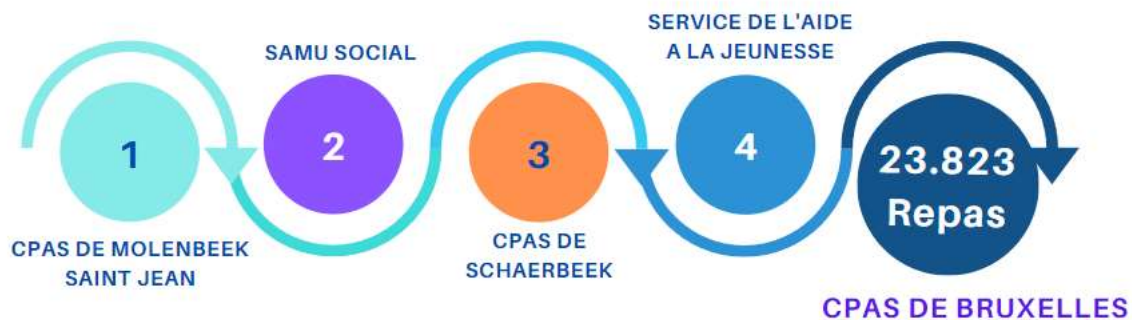 1
CPAS DE MOLENBEEK
SAINT JEAN
SAMU SOCIAL
2
3
CPAS DE
SCHAERBEEK
SERVICE DE L'AIDE
A LA JEUNESSE
4
23.823
Repas
CPAS DE BRUXELLES